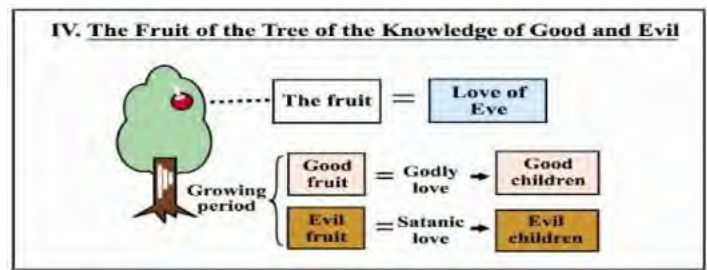 IV. The Fruit of the Tree of the Knowledge of Good and Evil
The fruit = Love of
Eve
Growing
period
Good
fruit
=
Godly
love
Good
children
Evil
fruit
=
Satanic
love
Evil
children